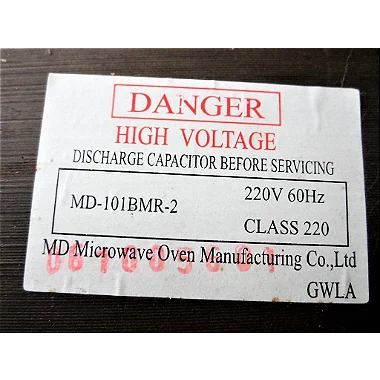 DANGER
HIGH VOLTAGE
DISCHARGE CAPACITOR BEFORE SERVICING
MD-101BMR-2
220V 60Hz
CLASS 220
MD Microwave Oven Manufacturing Co.,Ltd
GWLA